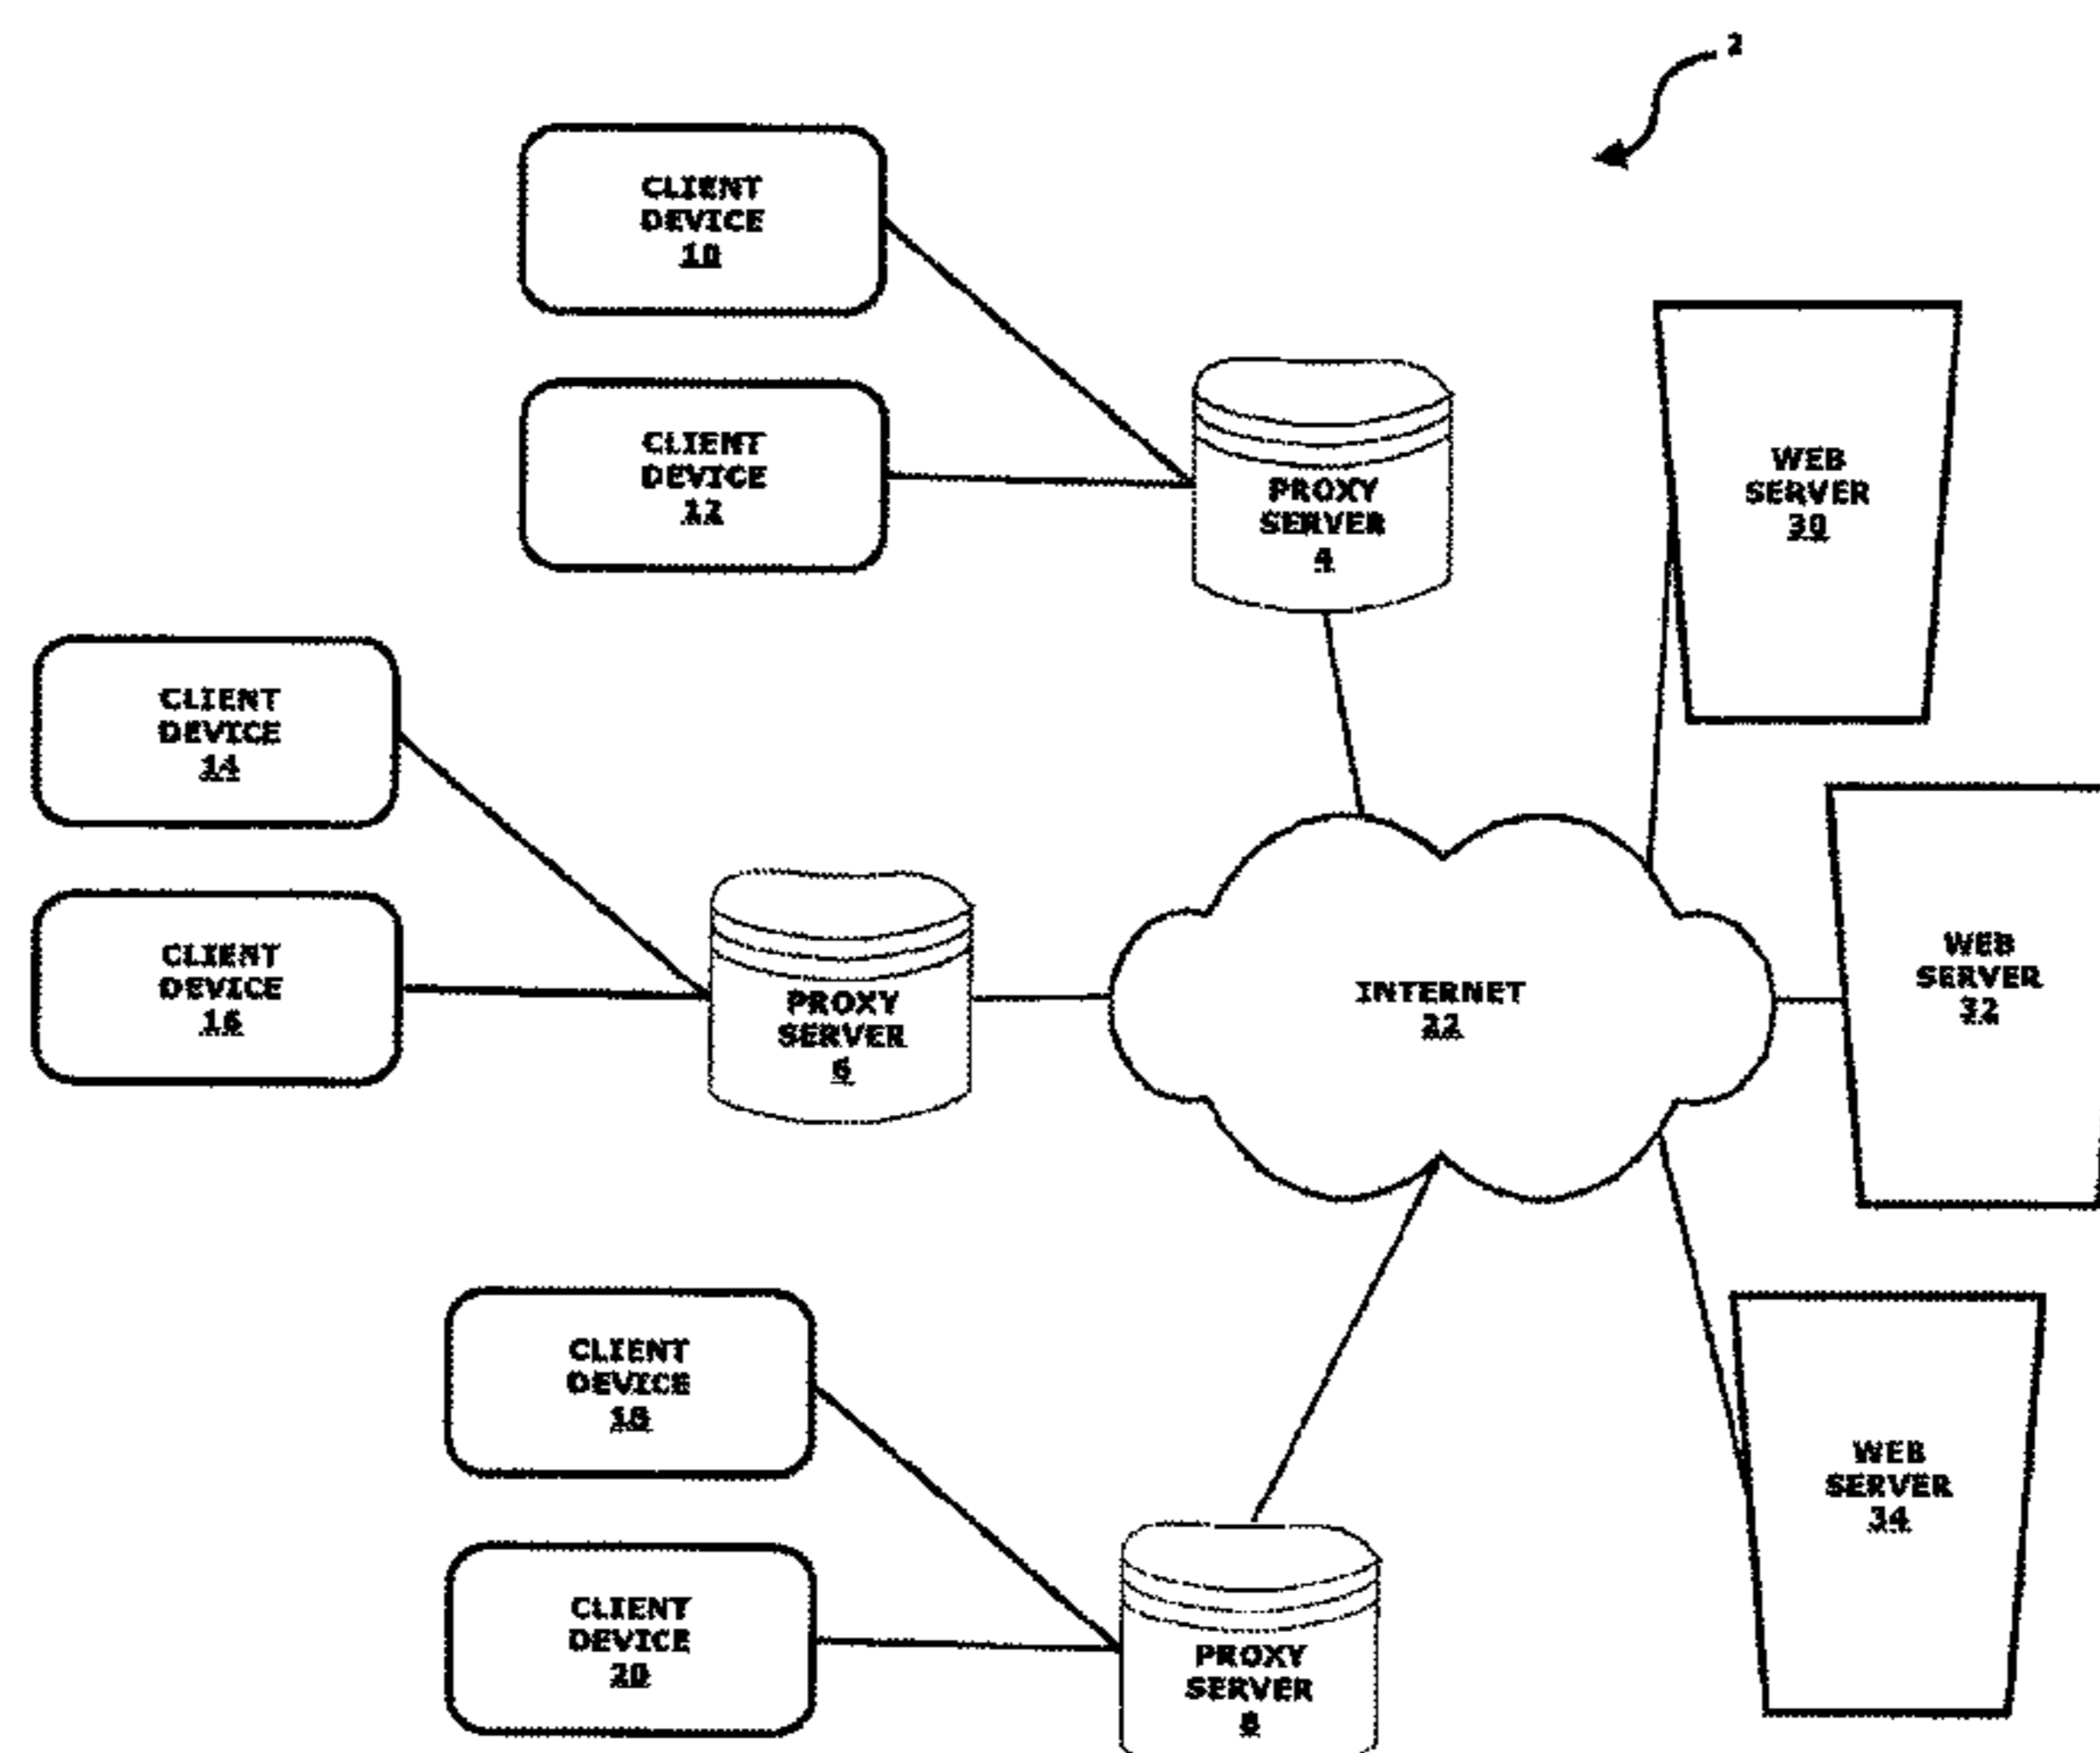 2
CLIENT
DEVICE
10
CLIENT
DEVICE
12
PROXY
SERVER
4
WEB
SERVER
30
CLIENT
DEVICE
14
CLIENT
DEVICE
16
PROXY
SERVER
6
INTERNET
22
WEB
SERVER
32
CLIENT
DEVICE
18
CLIENT
DEVICE
20
PROXY
SERVER
8
WEB
SERVER
34